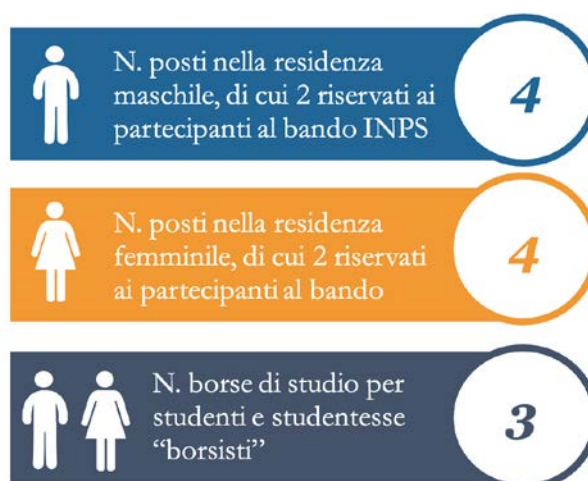 N. posti nella residenza
maschile, di cui 2 riservati ai
partecipanti al bando INPS
4
N. posti nella residenza
femminile, di cui 2 riservati
ai partecipanti al bando
4
N. borse di studio per
studenti e studentesse
“borsisti”
3